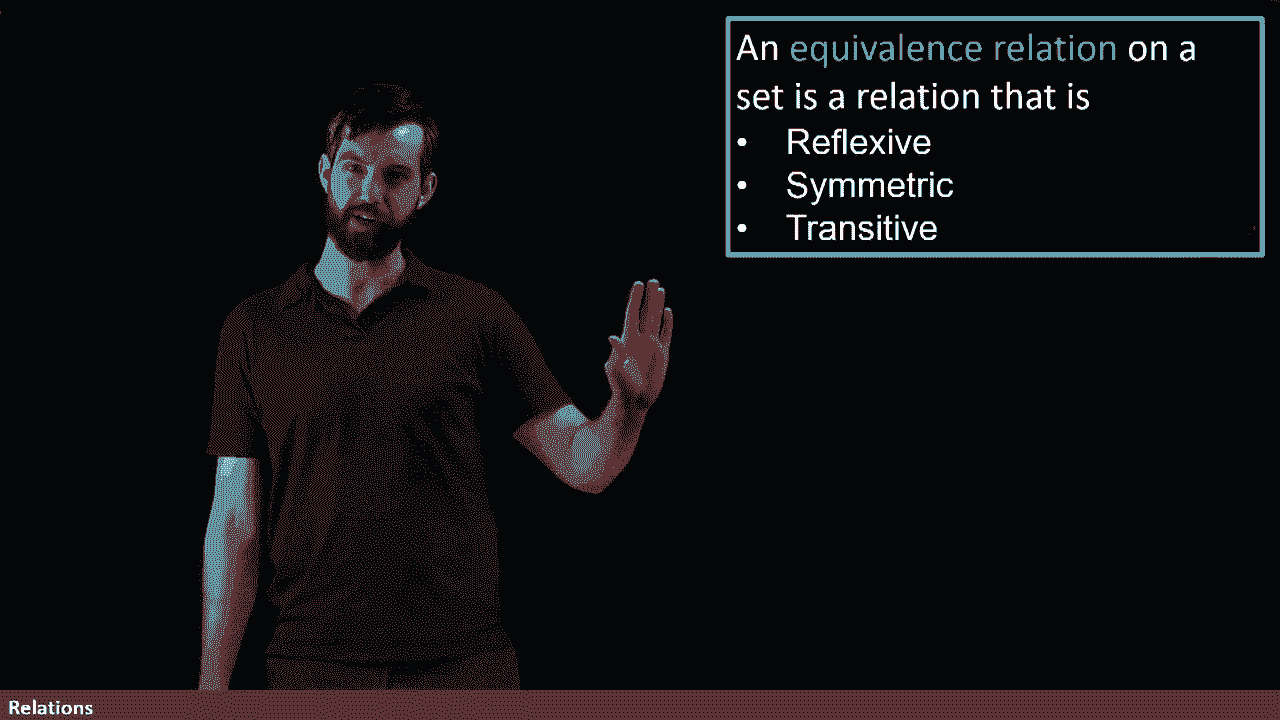 An equivalence relation on a
set is a relation that is
• Reflexive
• Symmetric
• Transitive
Relations